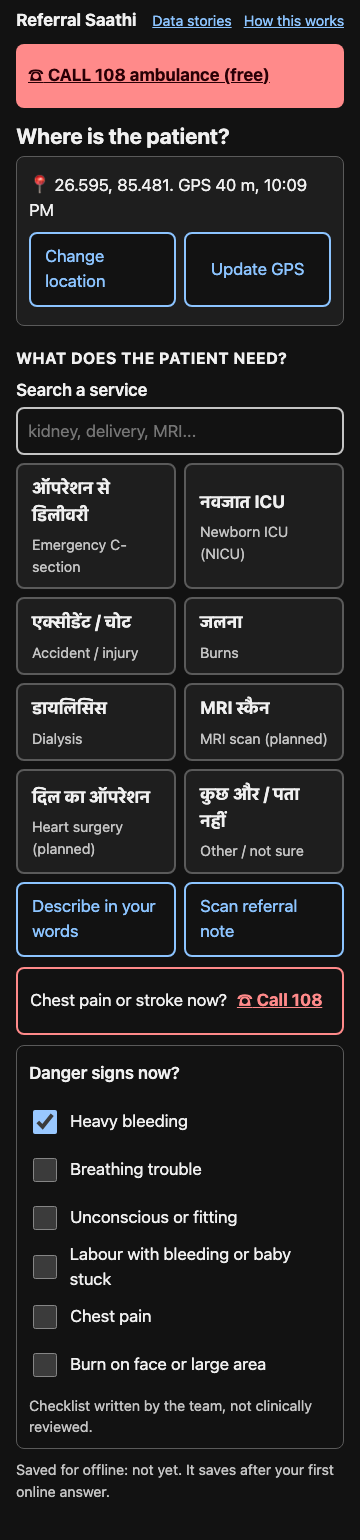 Referral Saathi Data stories How this works
☎ CALL 108 ambulance (free)
Where is the patient?
📍 26.595, 85.481. GPS 40 m, 10:09
PM
Change
location
Update GPS
WHAT DOES THE PATIENT NEED?
Search a service
kidney, delivery, MRI...
ऑपरेशन से
डिलीवरी
Emergency C-
section
नवजात ICU
Newborn ICU
(NICU)
एक्सीडेंट / चोट
Accident / injury
जलना
Burns
डायलिसिस
Dialysis
MRI स्कैन
MRI scan (planned)
दिल का ऑपरेशन
Heart surgery
(planned)
कुछ और / पता
नहीं
Other / not sure
Describe in your
words
Scan referral
note
Chest pain or stroke now? ☎ Call 108
Danger signs now?
Heavy bleeding
Breathing trouble
Unconscious or fitting
Labour with bleeding or baby
stuck
Chest pain
Burn on face or large area
Checklist written by the team, not clinically
reviewed.
Saved for offline: not yet. It saves after your first
online answer.